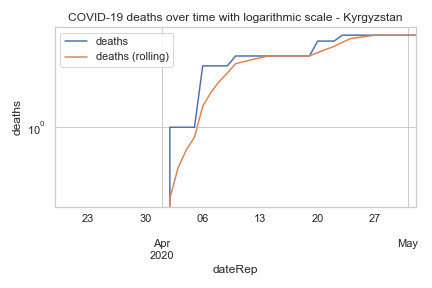 COVID-19 deaths over time with logarithmic scale - Kyrgyzstan
deaths
deaths (rolling)
deaths
10⁰
23 30 06 13 20 27
Apr May
2020
dateRep